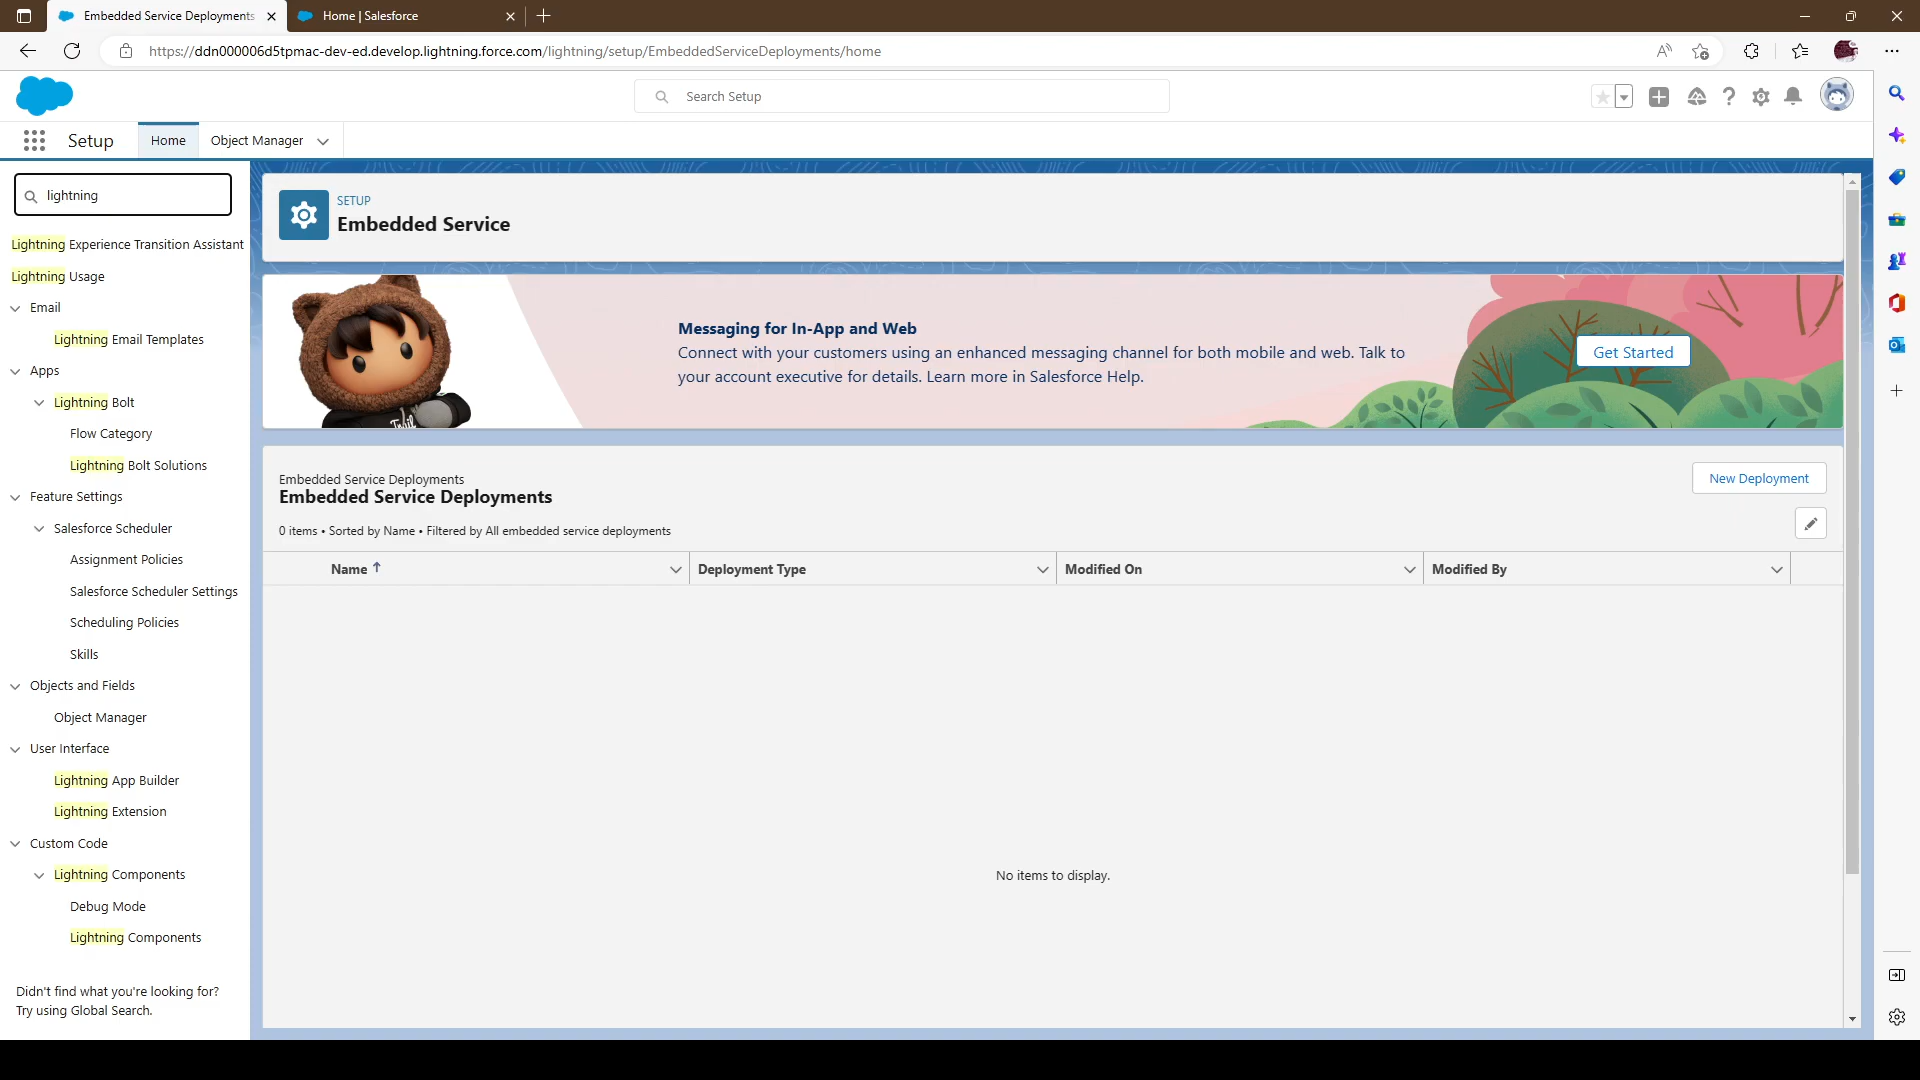 Embedded Service Deployments
Home | Salesforce
https://ddn000006d5tpmac-dev-ed.develop.lightning.force.com/lightning/setup/EmbeddedServiceDeployments/home
Search Setup
Setup
Home
Object Manager
lightning
Lightning Experience Transition Assistant
Lightning Usage
Email
Lightning Email Templates
Apps
Lightning Bolt
Flow Category
Lightning Bolt Solutions
Feature Settings
Salesforce Scheduler
Assignment Policies
Salesforce Scheduler Settings
Scheduling Policies
Skills
Objects and Fields
Object Manager
User Interface
Lightning App Builder
Lightning Extension
Custom Code
Lightning Components
Debug Mode
Lightning Components
Didn't find what you're looking for?
Try using Global Search.
SETUP
Embedded Service
Messaging for In-App and Web
Connect with your customers using an enhanced messaging channel for both mobile and web. Talk to
your account executive for details. Learn more in Salesforce Help.
Get Started
Embedded Service Deployments
Embedded Service Deployments
New Deployment
0 items • Sorted by Name • Filtered by All embedded service deployments
Name
Deployment Type
Modified On
Modified By
No items to display.